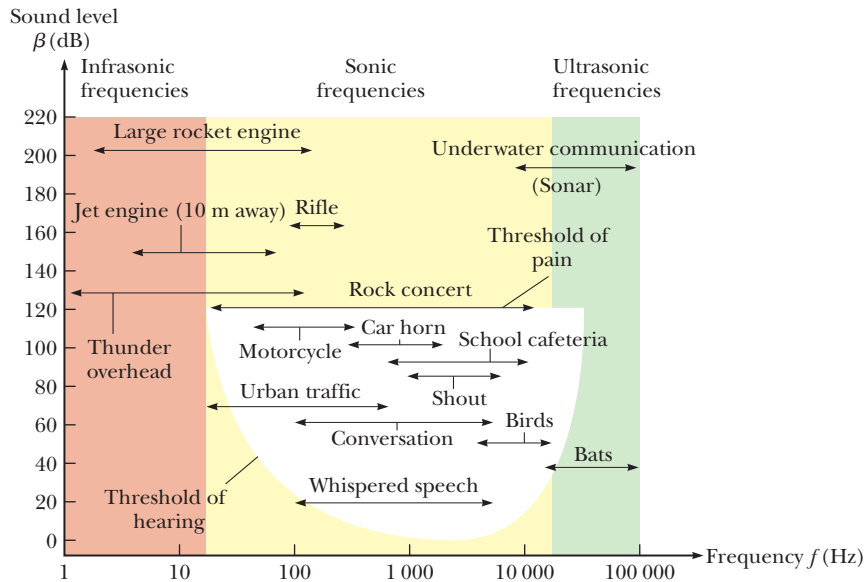 Sound level
β (dB)
Infrasonic
frequencies
Sonic
frequencies
Ultrasonic
frequencies
220
Large rocket engine
200
Underwater communication
(Sonar)
180
Jet engine (10 m away)
Rifle
160
Threshold of
pain
140
Rock concert
120
Thunder
overhead
Motorcycle
Car horn
School cafeteria
100
80
Shout
Urban traffic
60
Conversation
Birds
40
Bats
Threshold of
hearing
Whispered speech
20
0
Frequency f (Hz)
1
10
100
1 000
10 000
100 000